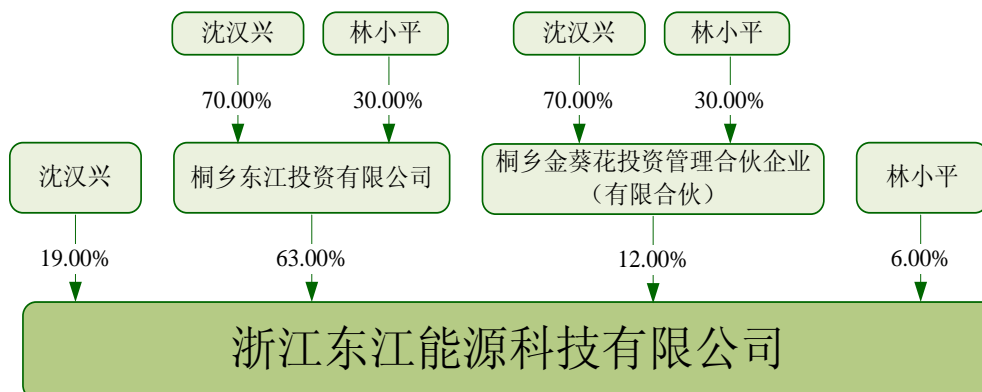 沈汉兴 林小平 沈汉兴 林小平
70.00% 30.00% 70.00% 30.00%
沈汉兴 桐乡东江投资有限公司 桐乡金葵花投资管理合伙企业
（有限合伙） 林小平
19.00% 63.00% 12.00% 6.00%
浙江东江能源科技有限公司